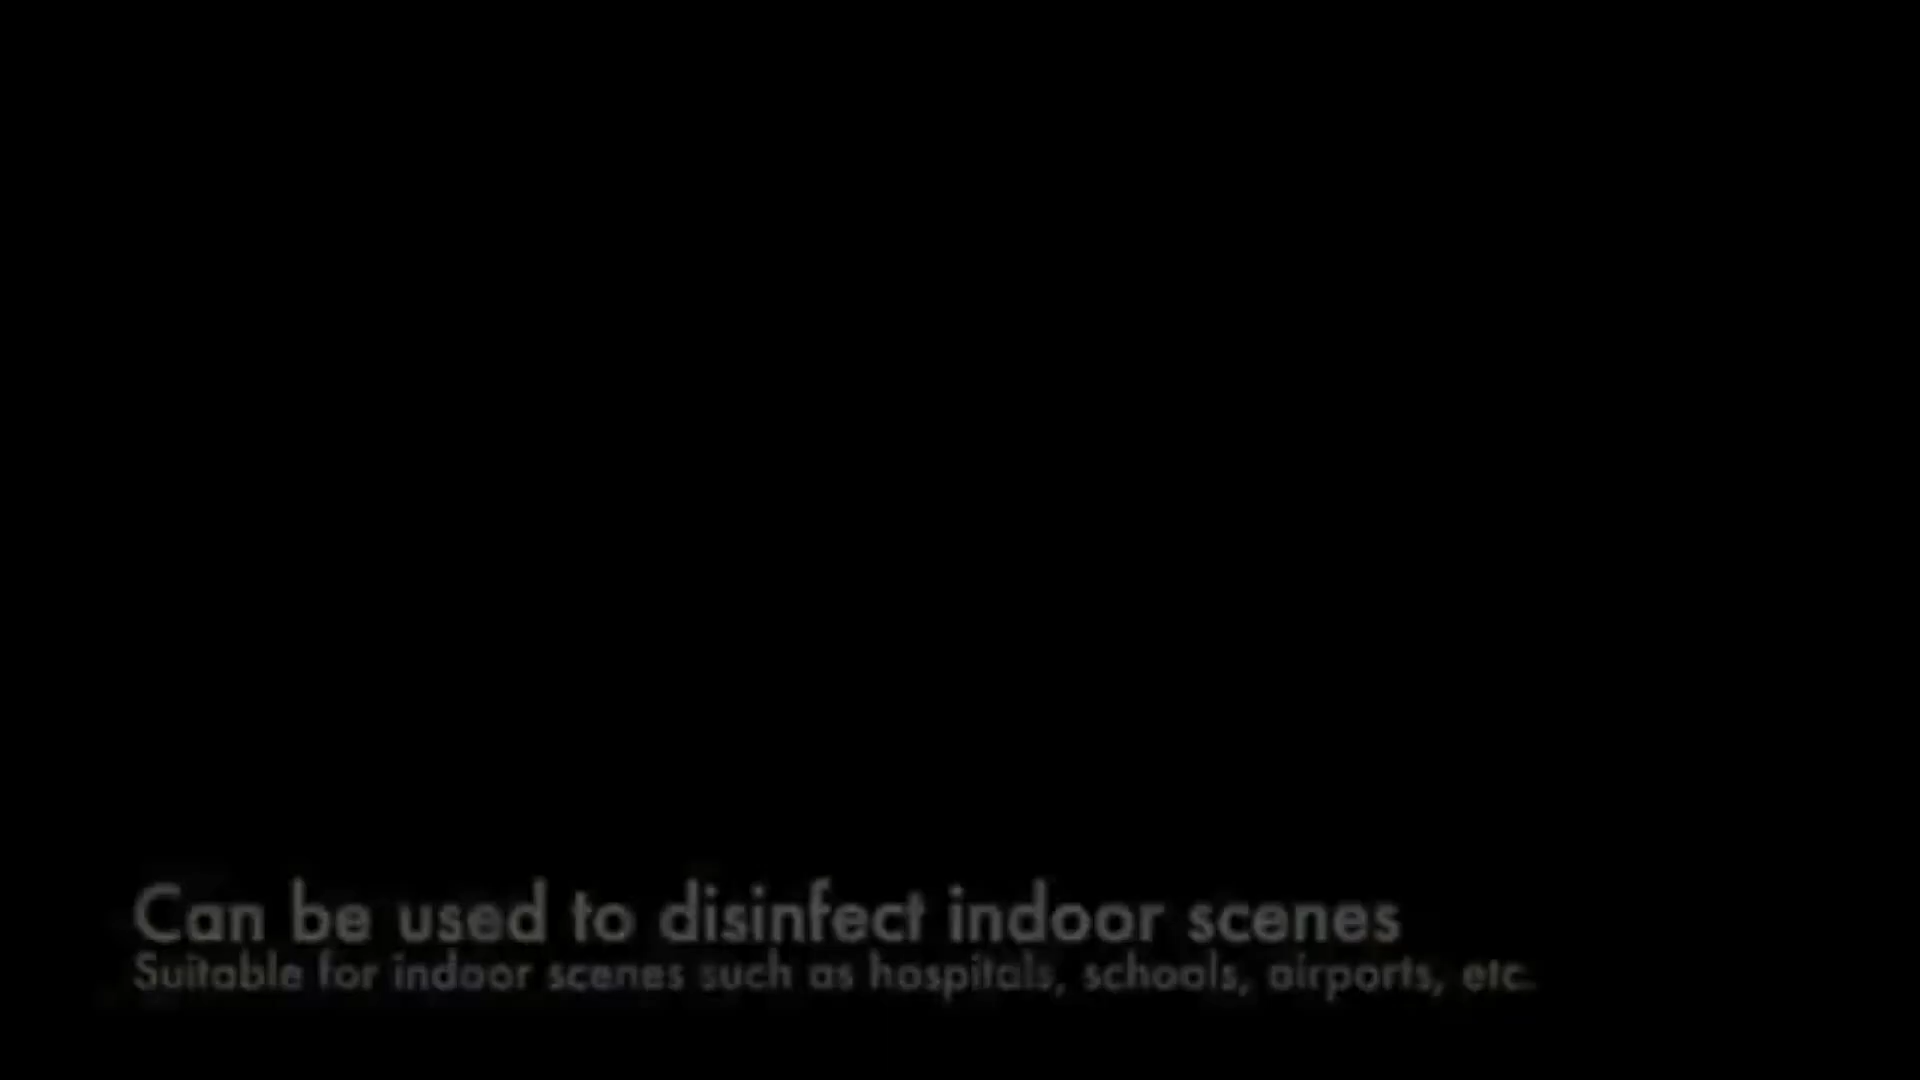 Can be used to disinfect indoor scenes
Suitable for indoor scenes such as hospitals, schools, airports, etc.